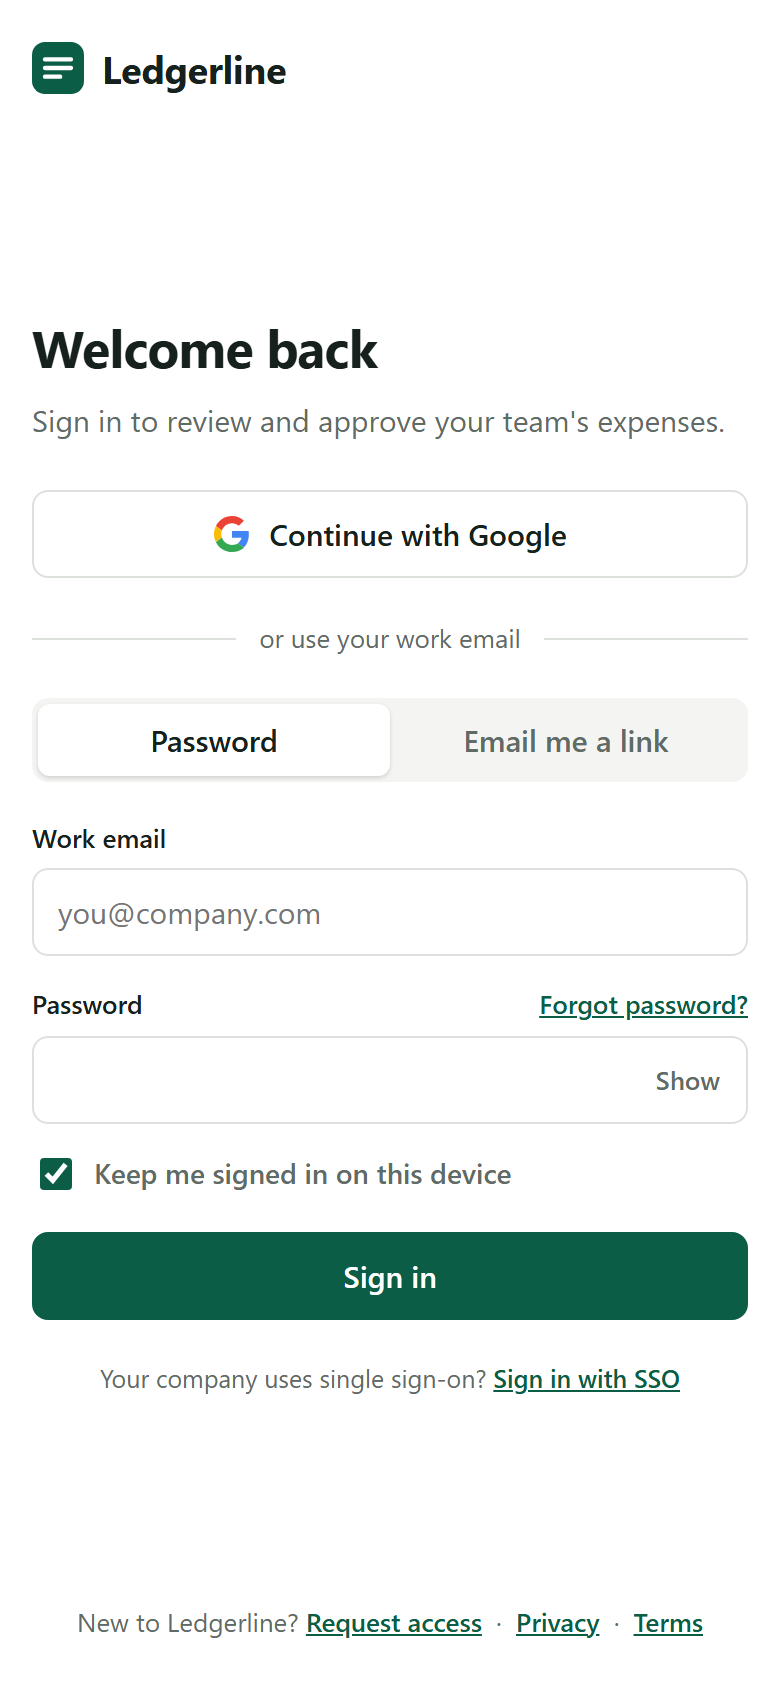 Ledgerline
Welcome back
Sign in to review and approve your team's expenses.
Continue with Google
or use your work email
Password Email me a link
Work email
you@company.com
Password Forgot password?
Show
Keep me signed in on this device
Sign in
Your company uses single sign-on? Sign in with SSO
New to Ledgerline? Request access · Privacy · Terms